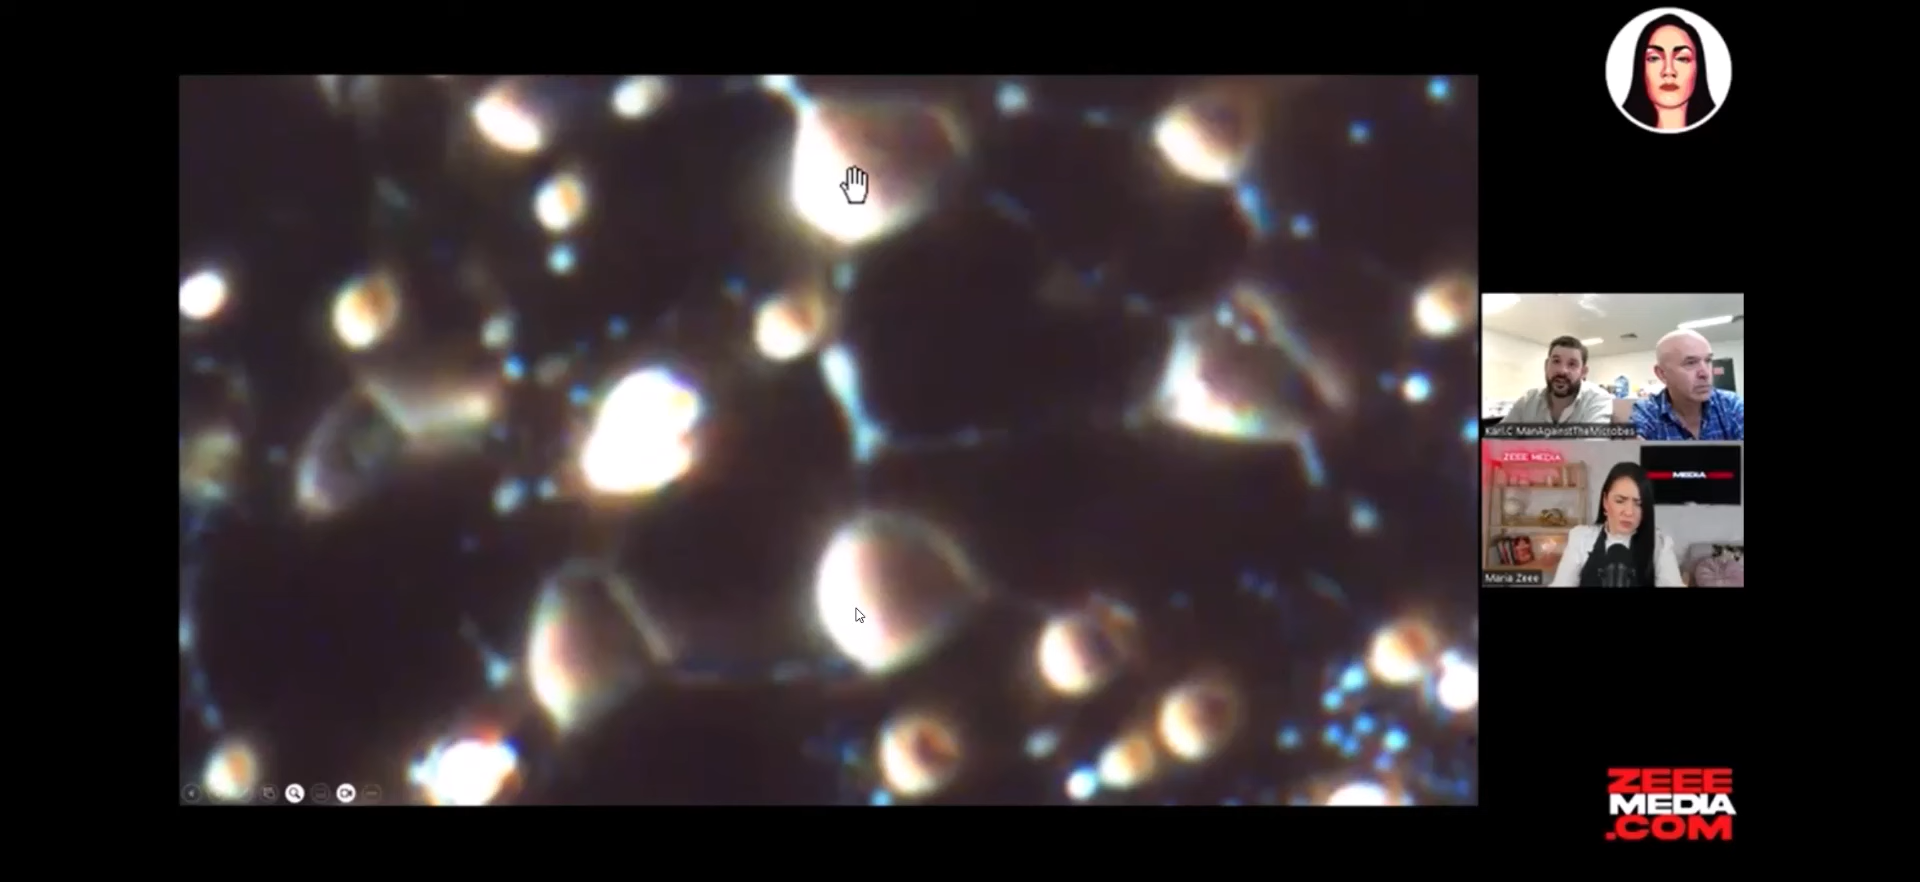 Karl.C ManAgainstTheMicrobes
ZEEE MEDIA
MEDIA
Maria Zeee
ZEEE
MEDIA
.COM